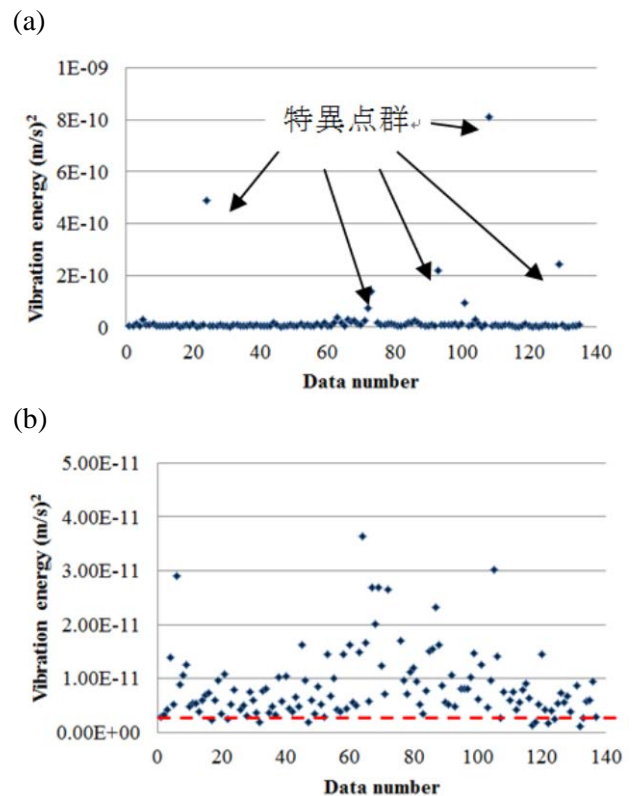 (a)
Vibration energy (m/s)²
1E-09
8E-10
6E-10
4E-10
2E-10
0
特異点群
0 20 40 60 80 100 120 140
Data number
(b)
Vibration energy (m/s)²
5.00E-11
4.00E-11
3.00E-11
2.00E-11
1.00E-11
0.00E+00
0 20 40 60 80 100 120 140
Data number